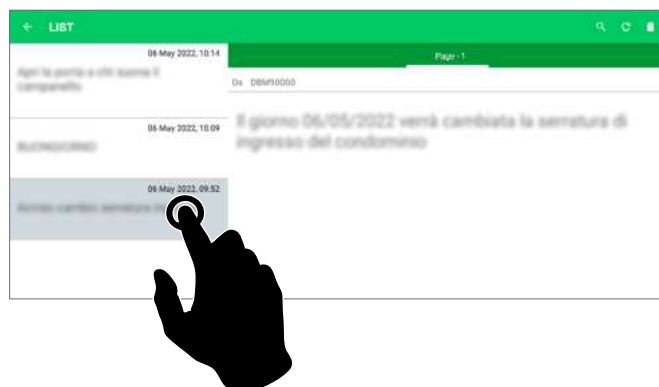 LIST
06 May 2022, 10:14
Apri la porta a chi suona il
campanello
06 May 2022, 10:09
BUONGIORNO
06 May 2022, 09:52
Avviso cambio serratura
Page - 1
Da DBM90000
Il giorno 06/05/2022 verrà cambiata la serratura di
ingresso del condominio